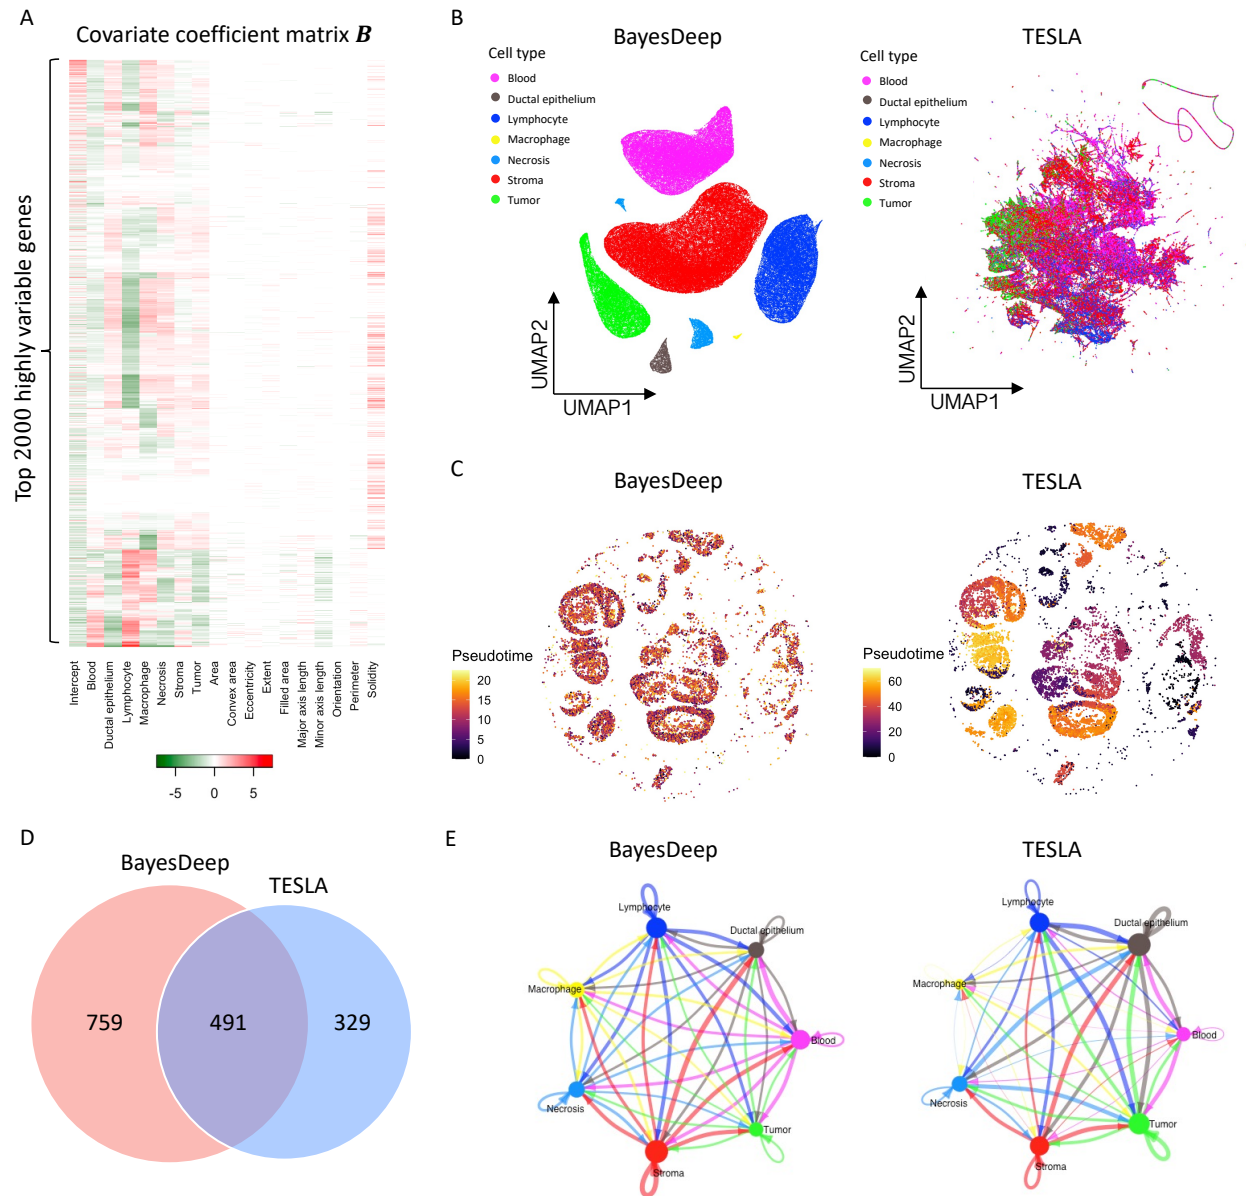 A
Covariate coefficient matrix B
Top 2000 highly variable genes
Intercept
Blood
Ductal epithelium
Lymphocyte
Macrophage
Necrosis
Stroma
Tumor
Area
Convex area
Eccentricity
Extent
Filled area
Major axis length
Minor axis length
Orientation
Perimeter
Solidity
-5 0 5
B
BayesDeep
Cell type
Blood
Ductal epithelium
Lymphocyte
Macrophage
Necrosis
Stroma
Tumor
UMAP2
UMAP1
TESLA
Cell type
Blood
Ductal epithelium
Lymphocyte
Macrophage
Necrosis
Stroma
Tumor
UMAP2
UMAP1
C
BayesDeep
Pseudotime
20
15
10
5
0
TESLA
Pseudotime
60
40
20
0
D
BayesDeep
TESLA
759 491 329
E
BayesDeep
Lymphocyte
Ductal epithelium
Macrophage
Blood
Necrosis
Tumor
Stroma
TESLA
Lymphocyte
Ductal epithelium
Macrophage
Blood
Necrosis
Tumor
Stroma